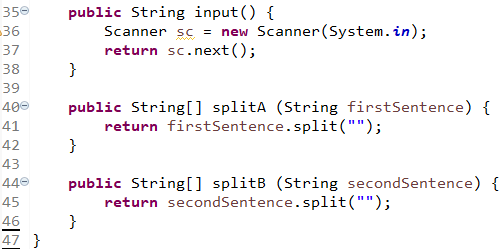 35 public String input() {
36 Scanner sc = new Scanner(System.in);
37 return sc.next();
38 }
39
40 public String[] splitA (String firstSentence) {
41 return firstSentence.split("");
42 }
43
44 public String[] splitB (String secondSentence) {
45 return secondSentence.split("");
46 }
47 }